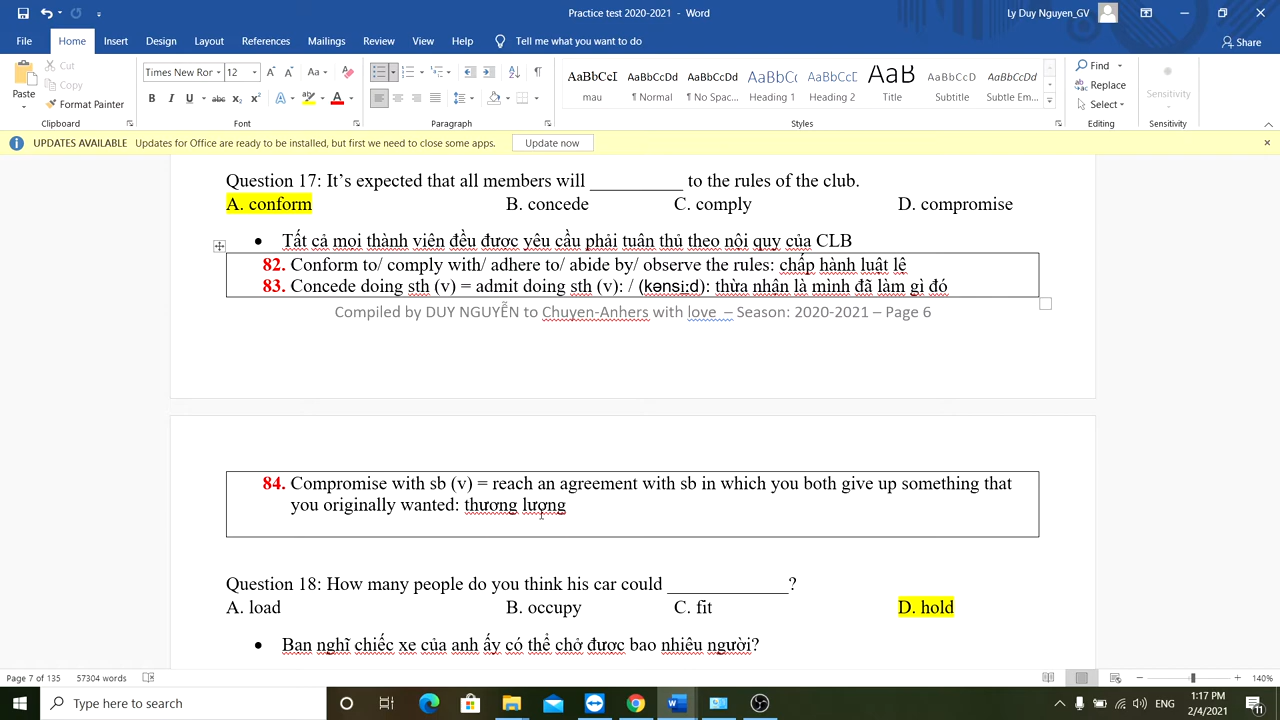 Practice test 2020-2021 - Word
Ly Duy Nguyen_GV
File Home Insert Design Layout References Mailings Review View Help Tell me what you want to do Share
Paste Cut Copy Format Painter
Times New Ror 12 Aa
B I U abc x₂ x² A A
AaBbCcI AaBbCcDd AaBbCcDd AaBbC AaBbCcC AaB AaBbCcDd AaBbCcDd
mau ¶ Normal ¶ No Spac... Heading 1 Heading 2 Title Subtitle Subtle Em...
Find Replace Select Sensitivity
Clipboard Font Paragraph Styles Editing Sensitivity
UPDATES AVAILABLE Updates for Office are ready to be installed, but first we need to close some apps. Update now
Question 17: It’s expected that all members will __________ to the rules of the club.
A. conform B. concede C. comply D. compromise
• Tất cả mọi thành viên đều được yêu cầu phải tuân thủ theo nội quy của CLB
82. Conform to/ comply with/ adhere to/ abide by/ observe the rules: chấp hành luật lệ
83. Concede doing sth (v) = admit doing sth (v): / (kənsiːd): thừa nhận là mình đã làm gì đó
Compiled by DUY NGUYỄN to Chuyen-Anhers with love – Season: 2020-2021 – Page 6
84. Compromise with sb (v) = reach an agreement with sb in which you both give up something that
you originally wanted: thương lượng
Question 18: How many people do you think his car could _____________?
A. load B. occupy C. fit D. hold
• Bạn nghĩ chiếc xe của anh ấy có thể chở được bao nhiêu người?
Page 7 of 135 57304 words 140%
Type here to search
1:17 PM
2/4/2021
11